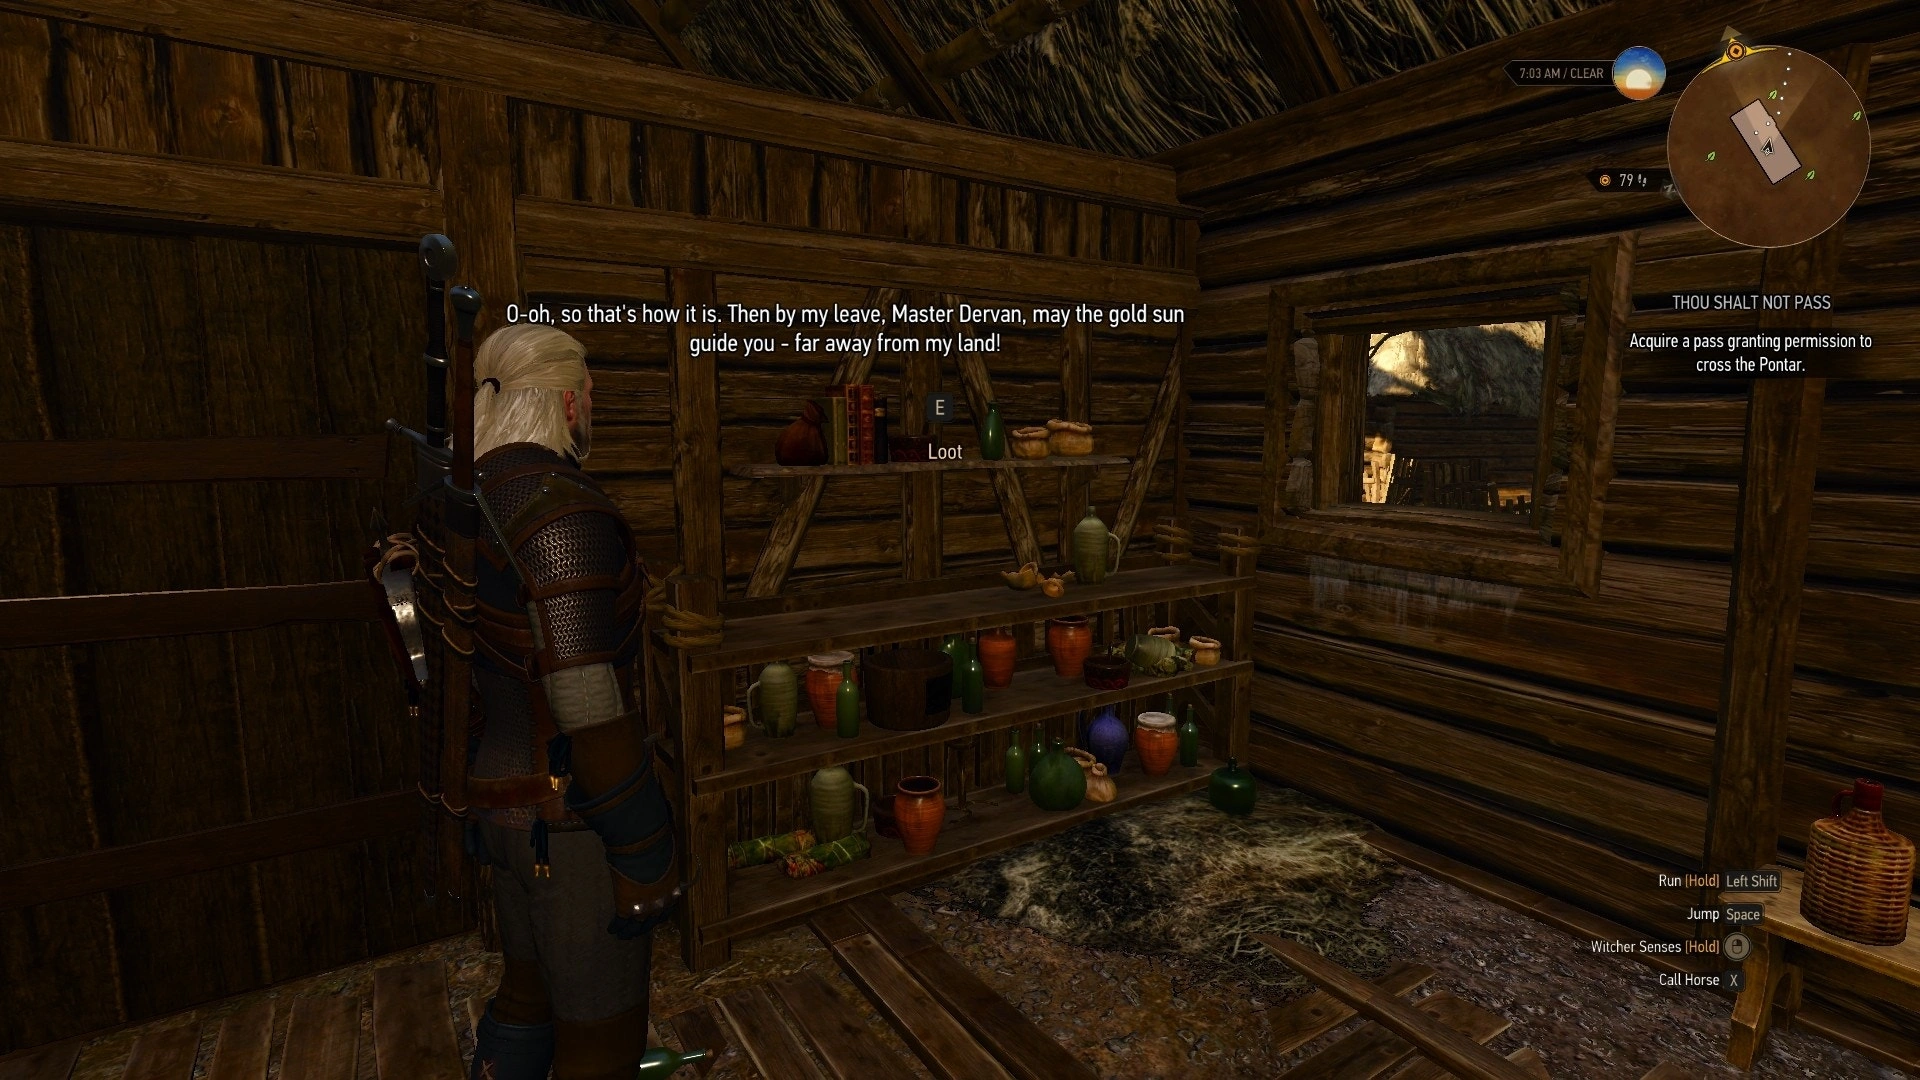 7:03 AM / CLEAR
79
THOU SHALT NOT PASS
Acquire a pass granting permission to
cross the Pontar.
O-oh, so that's how it is. Then by my leave, Master Dervan, may the gold sun
guide you - far away from my land!
E
Loot
Run [Hold] Left Shift
Jump Space
Witcher Senses [Hold]
Call Horse X